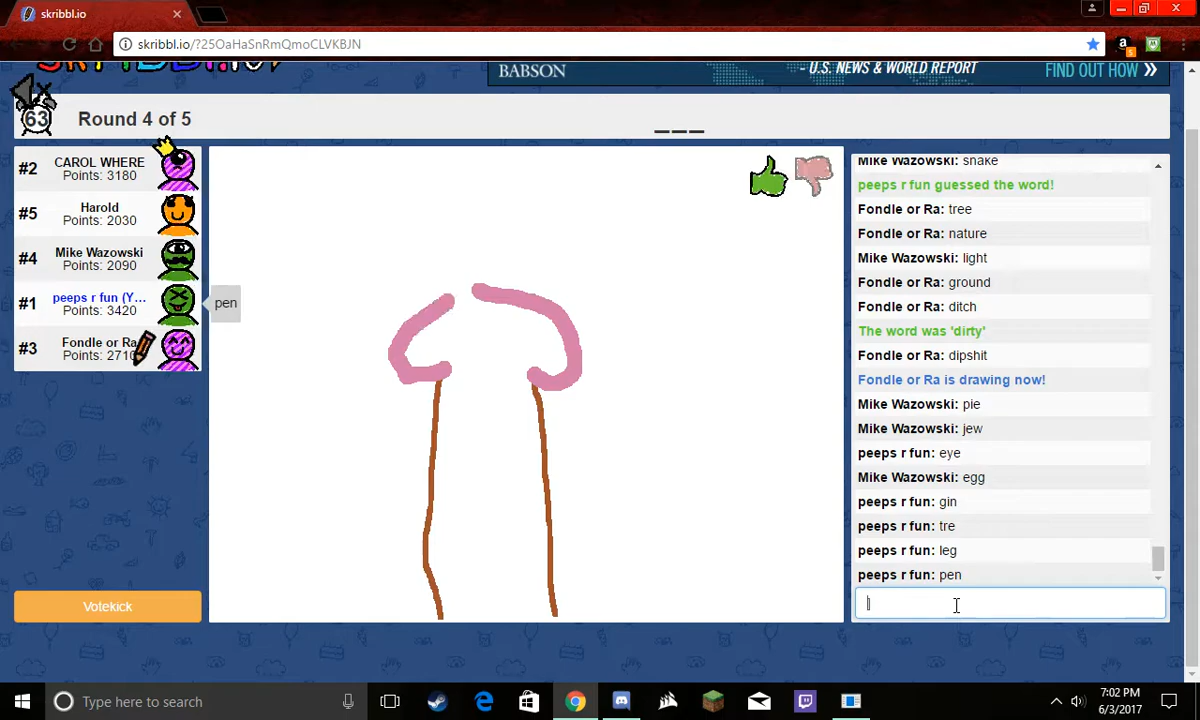 skribbl.io
skribbl.io/?25OaHaSnRmQmoCLVKBJN
BABSON
- U.S. NEWS & WORLD REPORT
FIND OUT HOW »
63
Round 4 of 5
_ _ _
#2
CAROL WHERE
Points: 3180
#5
Harold
Points: 2030
#4
Mike Wazowski
Points: 2090
#1
peeps r fun (Y...
Points: 3420
pen
#3
Fondle or Ra
Points: 2710
Votekick
Mike Wazowski: snake
peeps r fun guessed the word!
Fondle or Ra: tree
Fondle or Ra: nature
Mike Wazowski: light
Fondle or Ra: ground
Fondle or Ra: ditch
The word was 'dirty'
Fondle or Ra: dipshit
Fondle or Ra is drawing now!
Mike Wazowski: pie
Mike Wazowski: jew
peeps r fun: eye
Mike Wazowski: egg
peeps r fun: gin
peeps r fun: tre
peeps r fun: leg
peeps r fun: pen
Type here to search
7:02 PM
6/3/2017